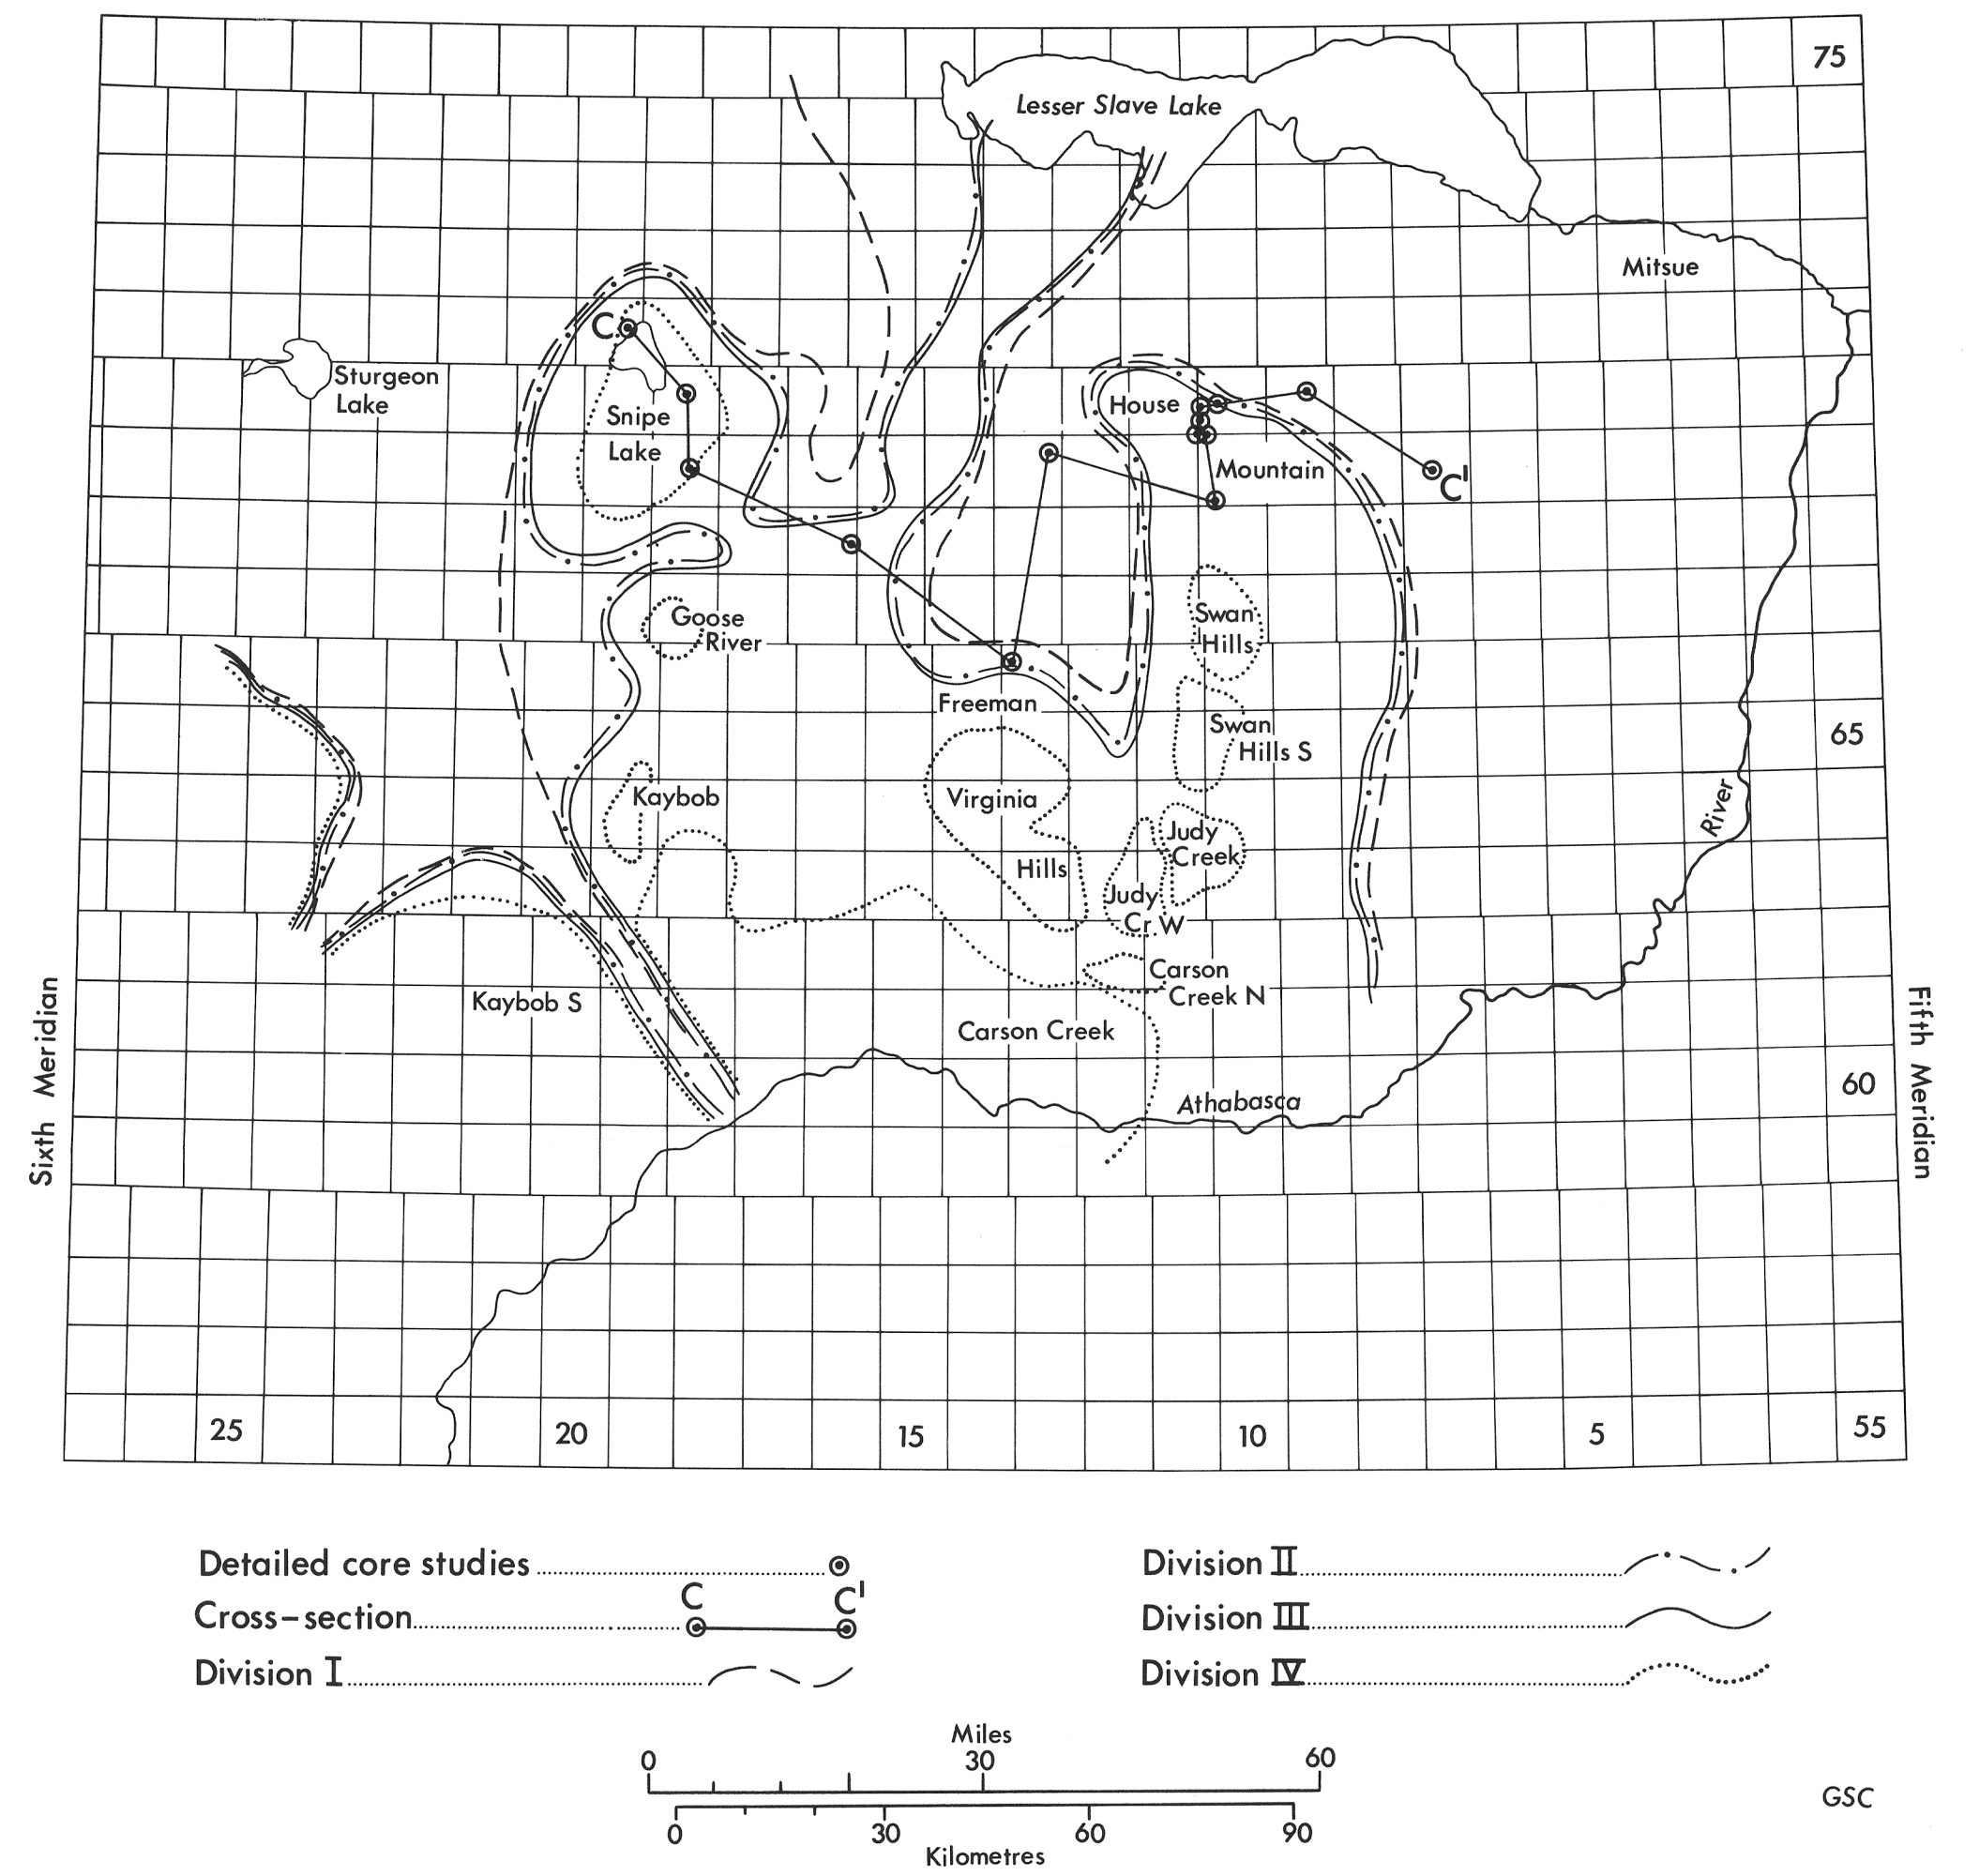 75
Lesser Slave Lake
Mitsue
C
Sturgeon
Lake
Snipe
Lake
House
Mountain
C'
Goose
River
Swan
Hills
Freeman
Swan
Hills S
65
Kaybob
Virginia
Hills
Judy
Creek
Judy
Cr W
River
Carson
Creek N
Kaybob S
Carson Creek
Athabasca
60
Sixth Meridian
Fifth Meridian
25
20
15
10
5
55
Detailed core studies
Cross-section
C
C'
Division I
Division II
Division III
Division IV
Miles
0
30
60
0
30
60
90
Kilometres
GSC